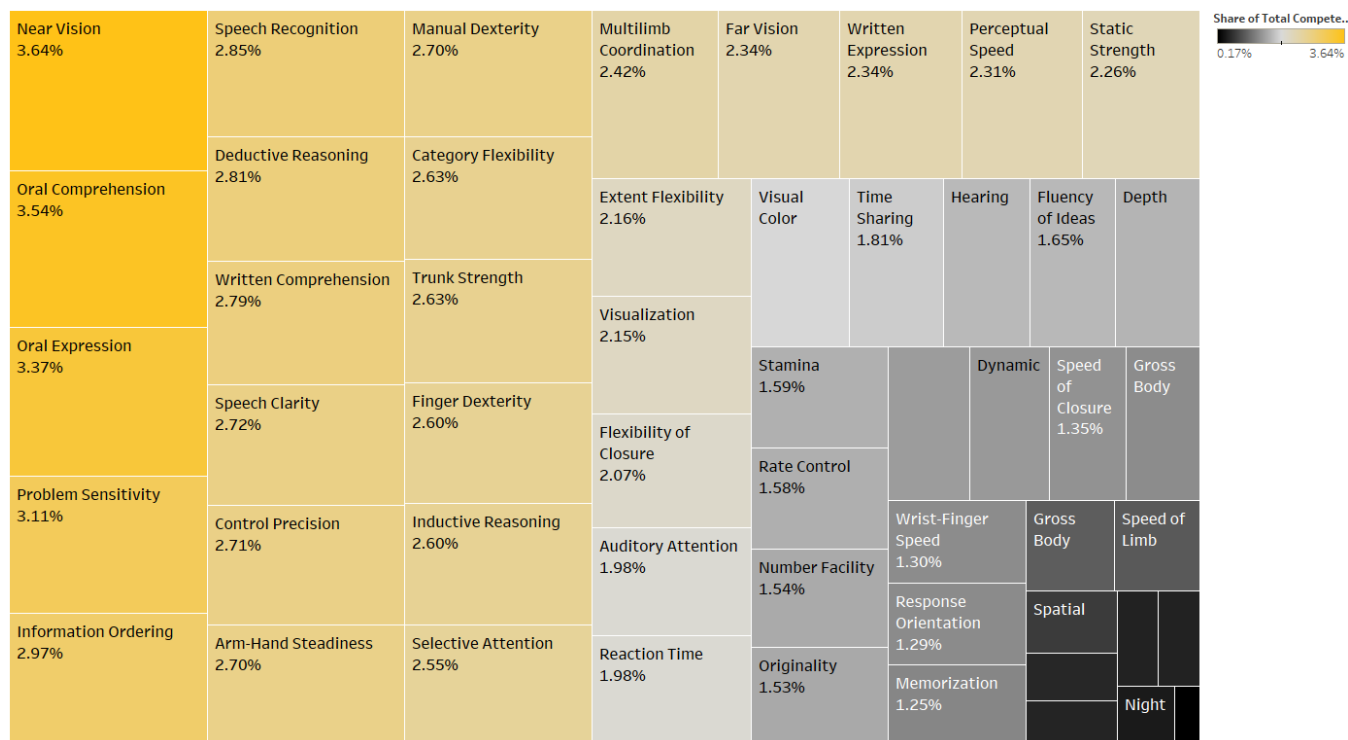 Near Vision
3.64%
Oral Comprehension
3.54%
Oral Expression
3.37%
Problem Sensitivity
3.11%
Information Ordering
2.97%
Speech Recognition
2.85%
Deductive Reasoning
2.81%
Written Comprehension
2.79%
Speech Clarity
2.72%
Control Precision
2.71%
Arm-Hand Steadiness
2.70%
Manual Dexterity
2.70%
Category Flexibility
2.63%
Trunk Strength
2.63%
Finger Dexterity
2.60%
Inductive Reasoning
2.60%
Selective Attention
2.55%
Multilimb
Coordination
2.42%
Far Vision
2.34%
Written
Expression
2.34%
Perceptual
Speed
2.31%
Static
Strength
2.26%
Extent Flexibility
2.16%
Visualization
2.15%
Flexibility of
Closure
2.07%
Auditory Attention
1.98%
Reaction Time
1.98%
Visual
Color
Time
Sharing
1.81%
Hearing
Fluency
of Ideas
1.65%
Depth
Stamina
1.59%
Rate Control
1.58%
Number Facility
1.54%
Originality
1.53%
Dynamic
Speed
of
Closure
1.35%
Gross
Body
Wrist-Finger
Speed
1.30%
Response
Orientation
1.29%
Memorization
1.25%
Gross
Body
Speed of
Limb
Spatial
Night
Share of Total Compete..
0.17%
3.64%